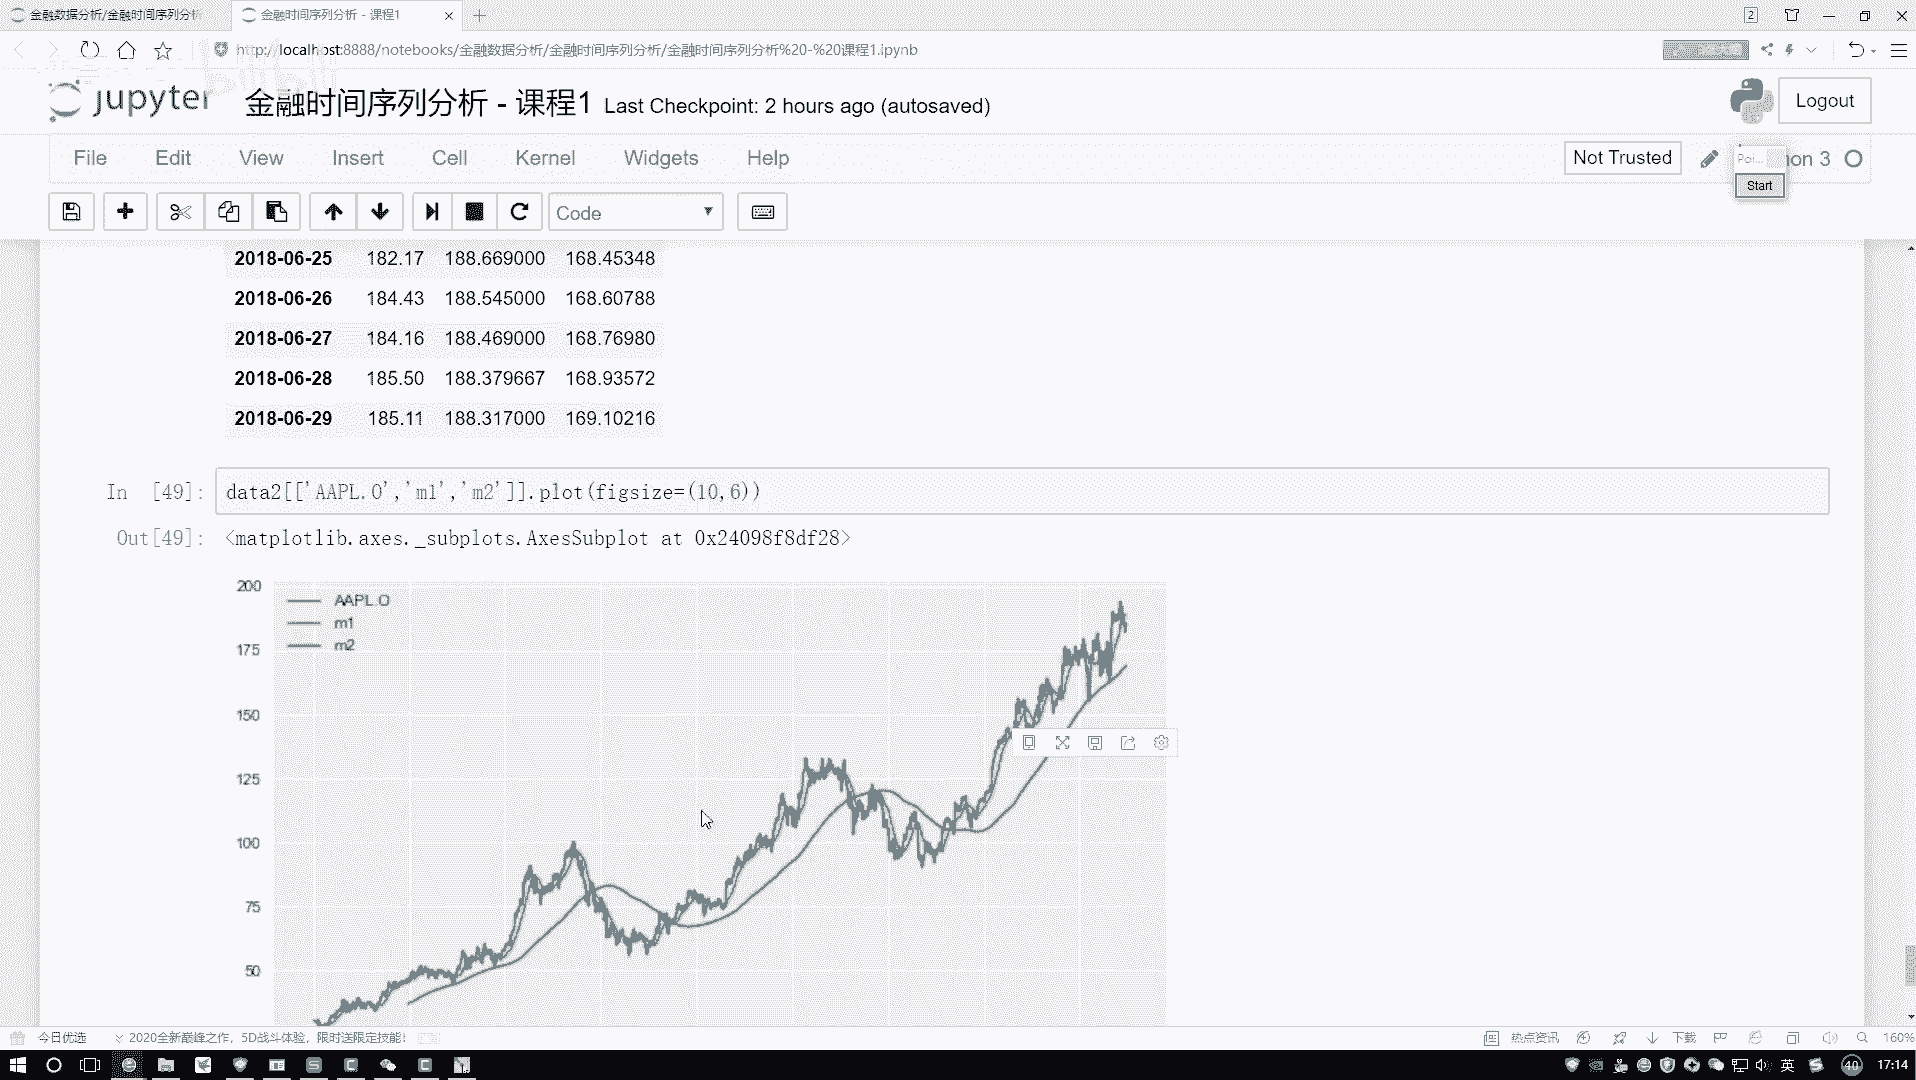 金融数据分析/金融时间序列分析
金融时间序列分析 - 课程1
2
http://localhost:8888/notebooks/金融数据分析/金融时间序列分析/金融时间序列分析%20-%20课程1.ipynb
jupyter 金融时间序列分析 - 课程1 Last Checkpoint: 2 hours ago (autosaved)
Logout
File Edit View Insert Cell Kernel Widgets Help
Not Trusted
Poi... hon 3
Start
Code
2018-06-25 182.17 188.669000 168.45348
2018-06-26 184.43 188.545000 168.60788
2018-06-27 184.16 188.469000 168.76980
2018-06-28 185.50 188.379667 168.93572
2018-06-29 185.11 188.317000 169.10216
In [49]: data2[['AAPL.O','m1','m2']].plot(figsize=(10,6))
Out[49]: <matplotlib.axes._subplots.AxesSubplot at 0x24098f8df28>
200
AAPL.O
m1
m2
175
150
125
100
75
50
今日优选 2020全新巅峰之作，5D战斗体验，限时送限定技能！
热点资讯 下载 160%
英 40 17:14